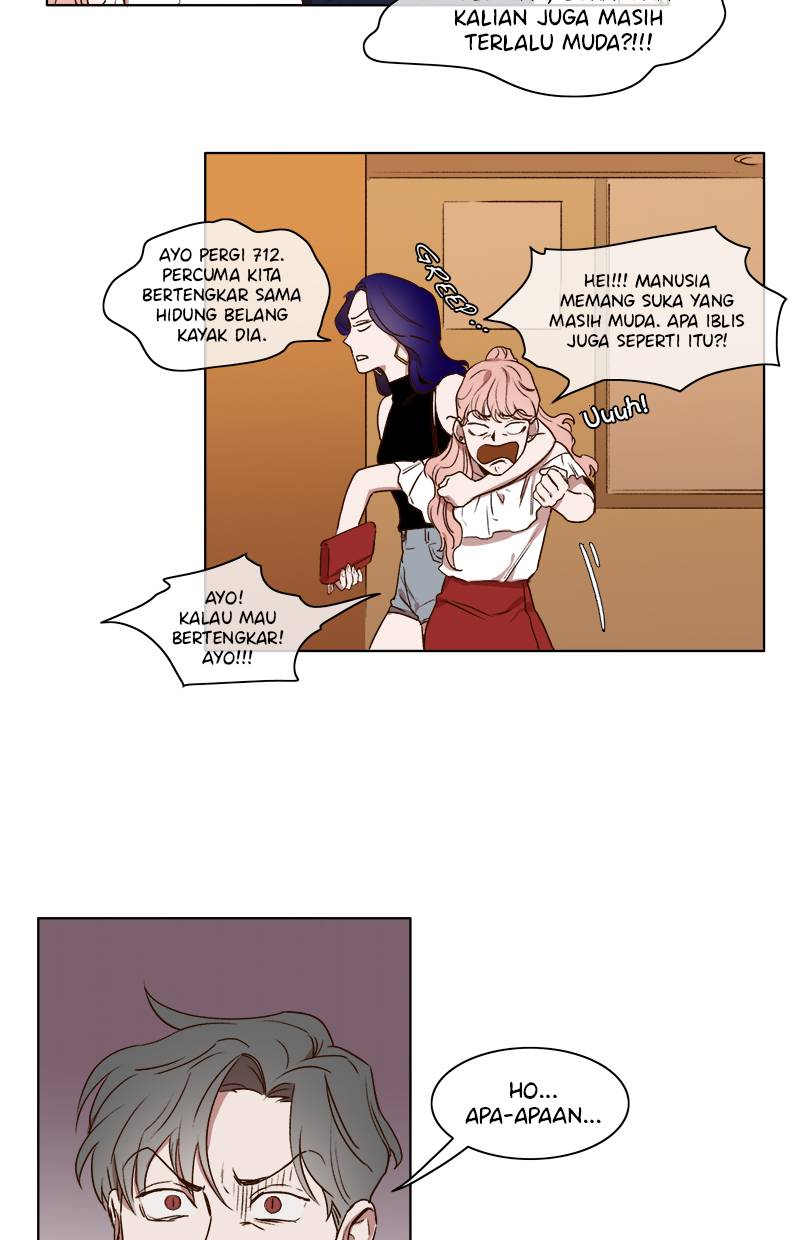 KALIAN JUGA MASIH
TERLALU MUDA?!!!
AYO PERGI 712.
PERCUMA KITA
BERTENGKAR SAMA
HIDUNG BELANG
KAYAK DIA.
GREEP...
HEI!!! MANUSIA
MEMANG SUKA YANG
MASIH MUDA. APA IBLIS
JUGA SEPERTI ITU?!
Uuuh!
AYO!
KALAU MAU
BERTENGKAR!
AYO!!!
HO...
APA-APAAN...